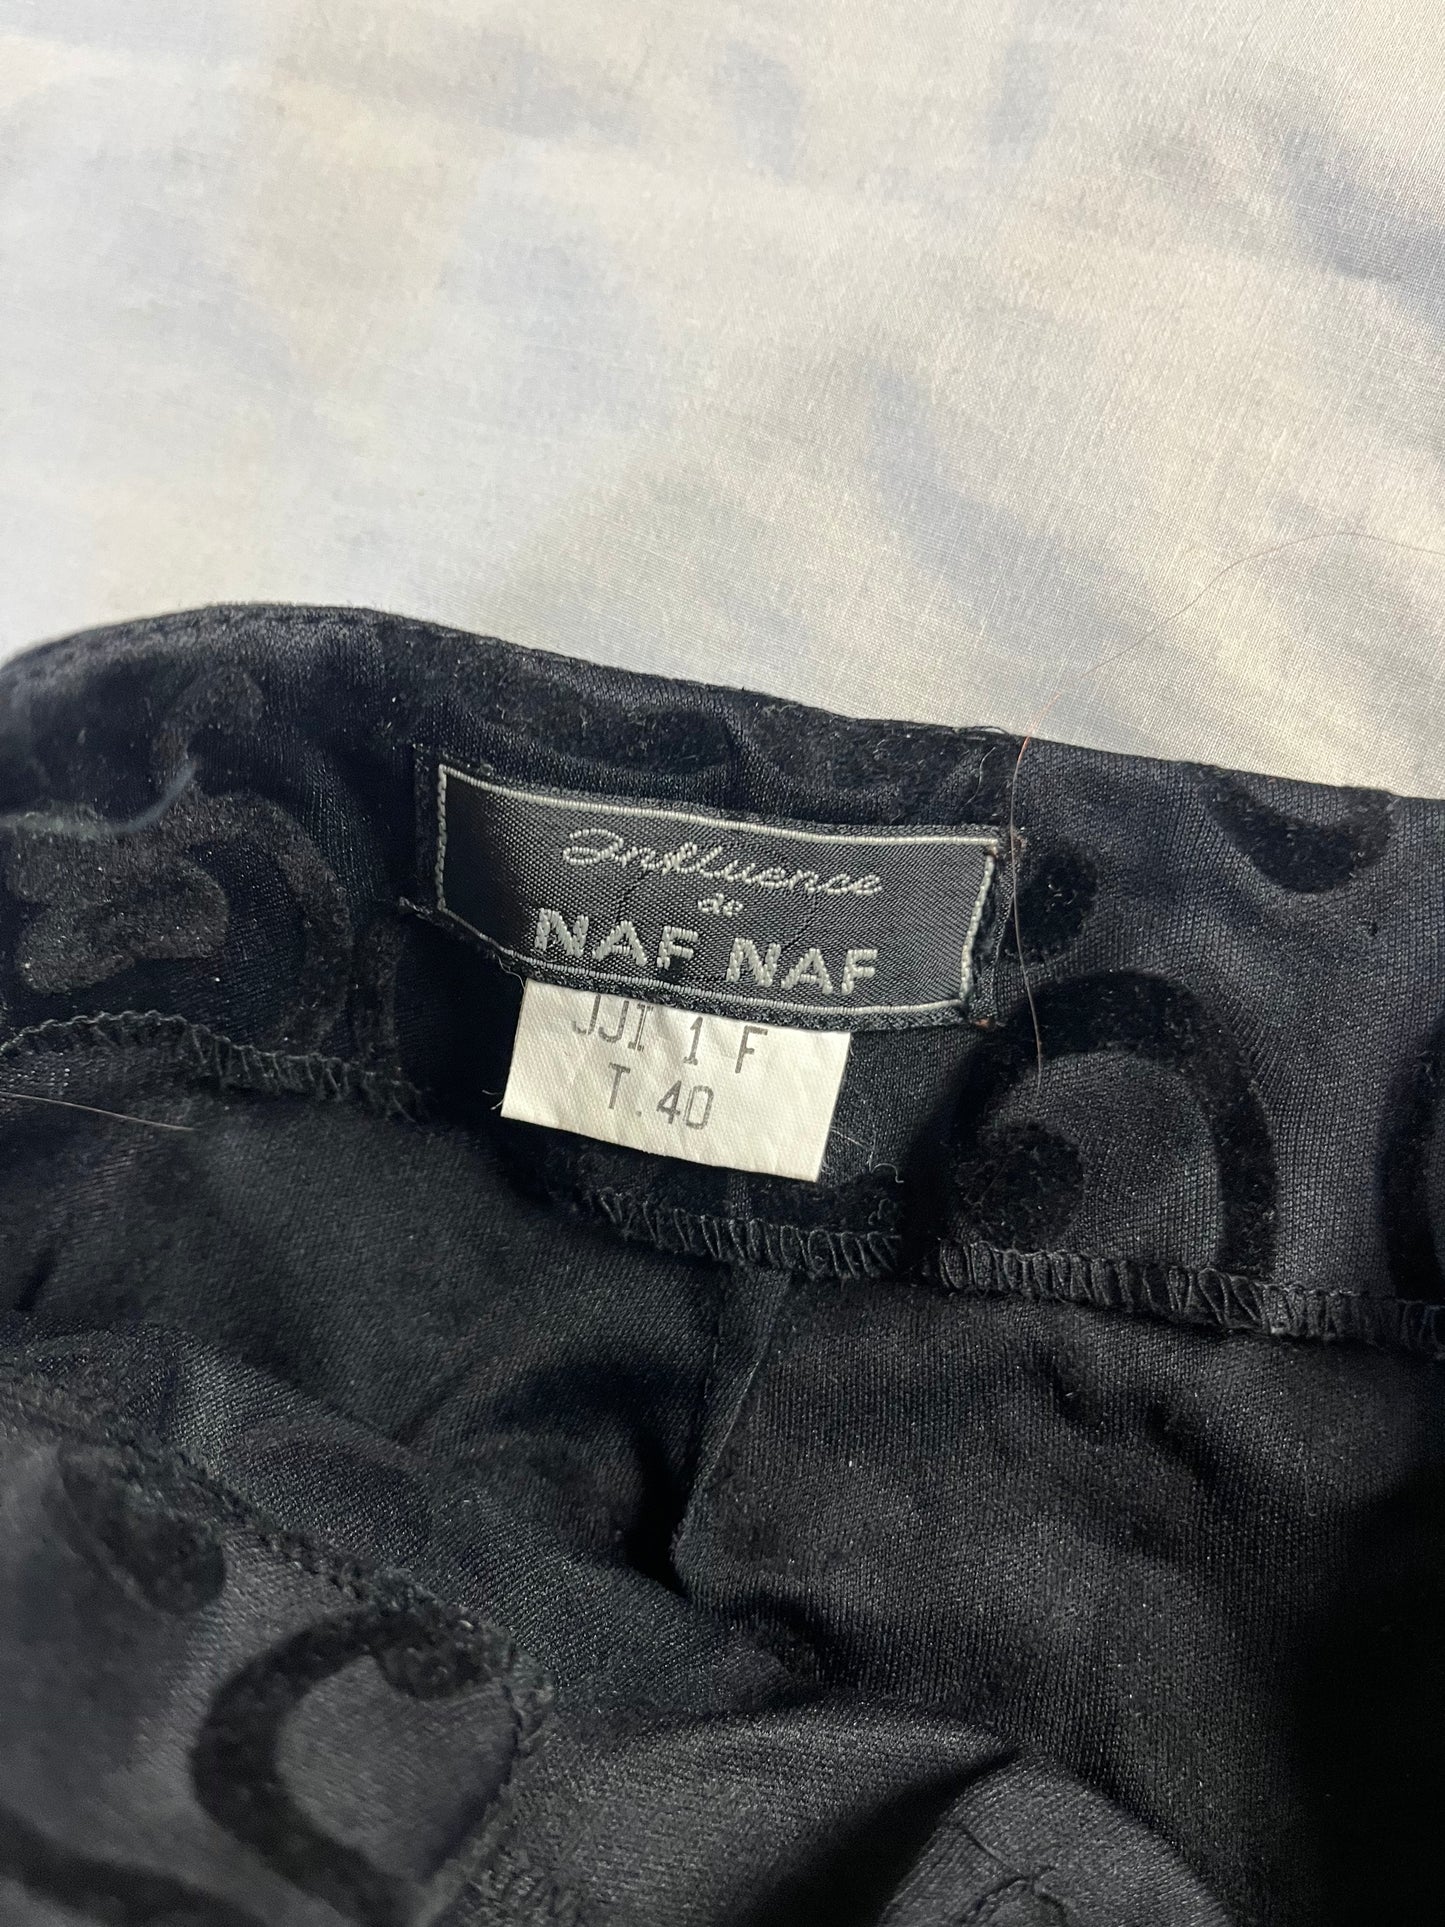 Influence
de
NAF NAF
JJI 1 F
T.40